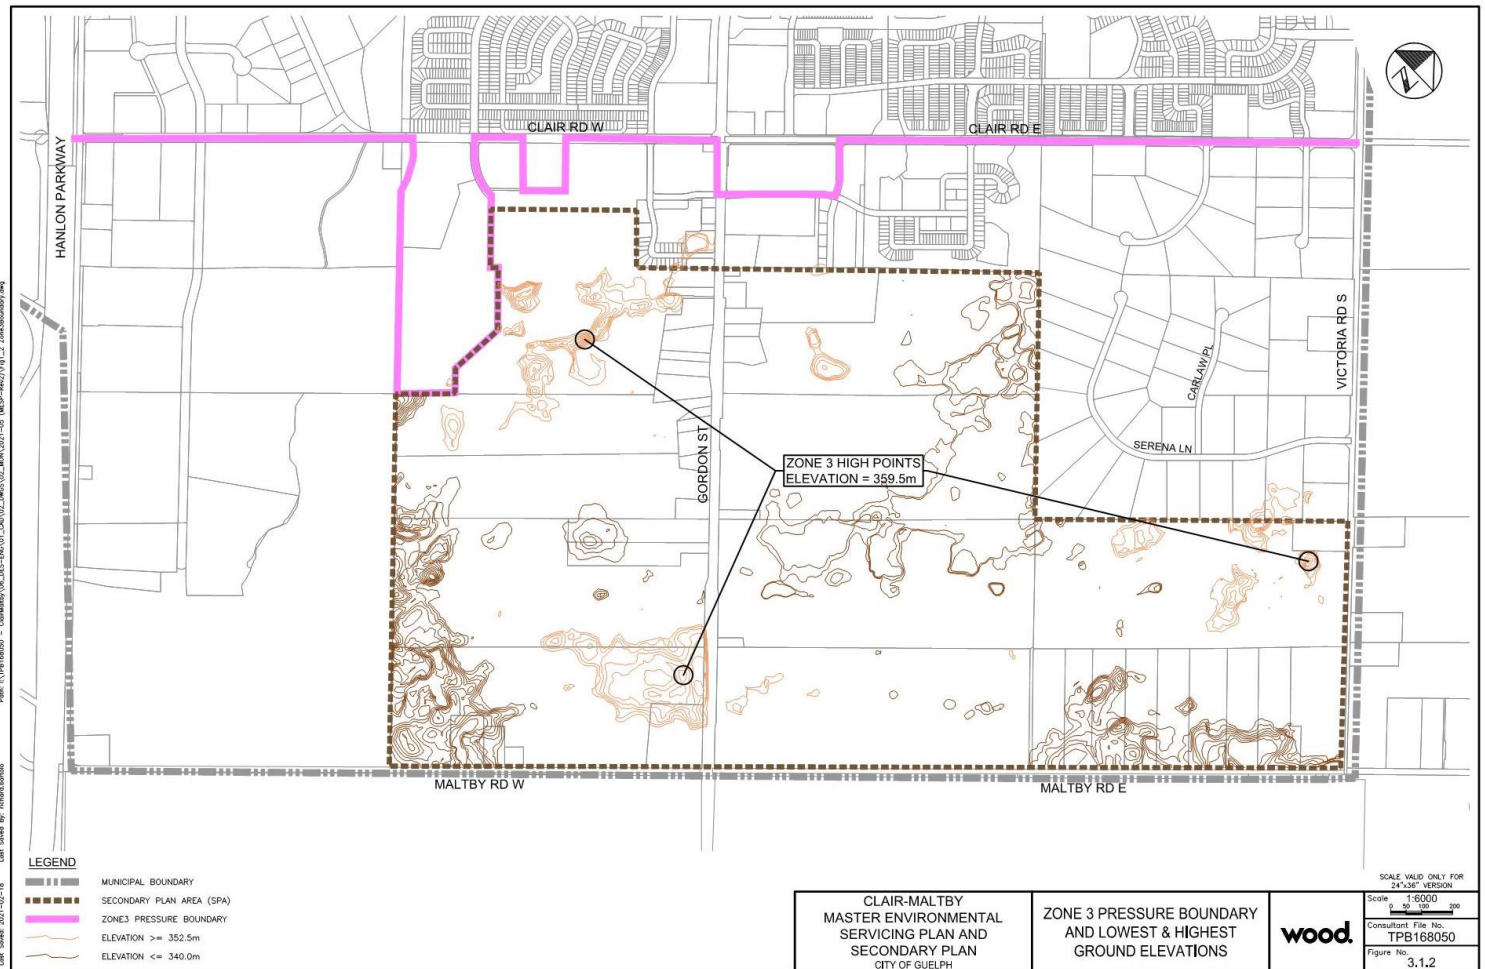 CLAIR RD W
CLAIR RD E
HANLON PARKWAY
VICTORIA RD S
CARLAW PL
SERENA LN
GORDON ST
ZONE 3 HIGH POINTS
ELEVATION = 359.5m
MALTBY RD W
MALTBY RD E
LEGEND
MUNICIPAL BOUNDARY
SECONDARY PLAN AREA (SPA)
ZONE3 PRESSURE BOUNDARY
ELEVATION >= 352.5m
ELEVATION <= 340.0m
CLAIR-MALTBY
MASTER ENVIRONMENTAL
SERVICING PLAN AND
SECONDARY PLAN
CITY OF GUELPH
ZONE 3 PRESSURE BOUNDARY
AND LOWEST & HIGHEST
GROUND ELEVATIONS
wood.
SCALE VALID ONLY FOR
24"x36" VERSION
Scale 1:6000
0 50 100 200
Consultant File No.
TPB168050
Figure No.
3.1.2